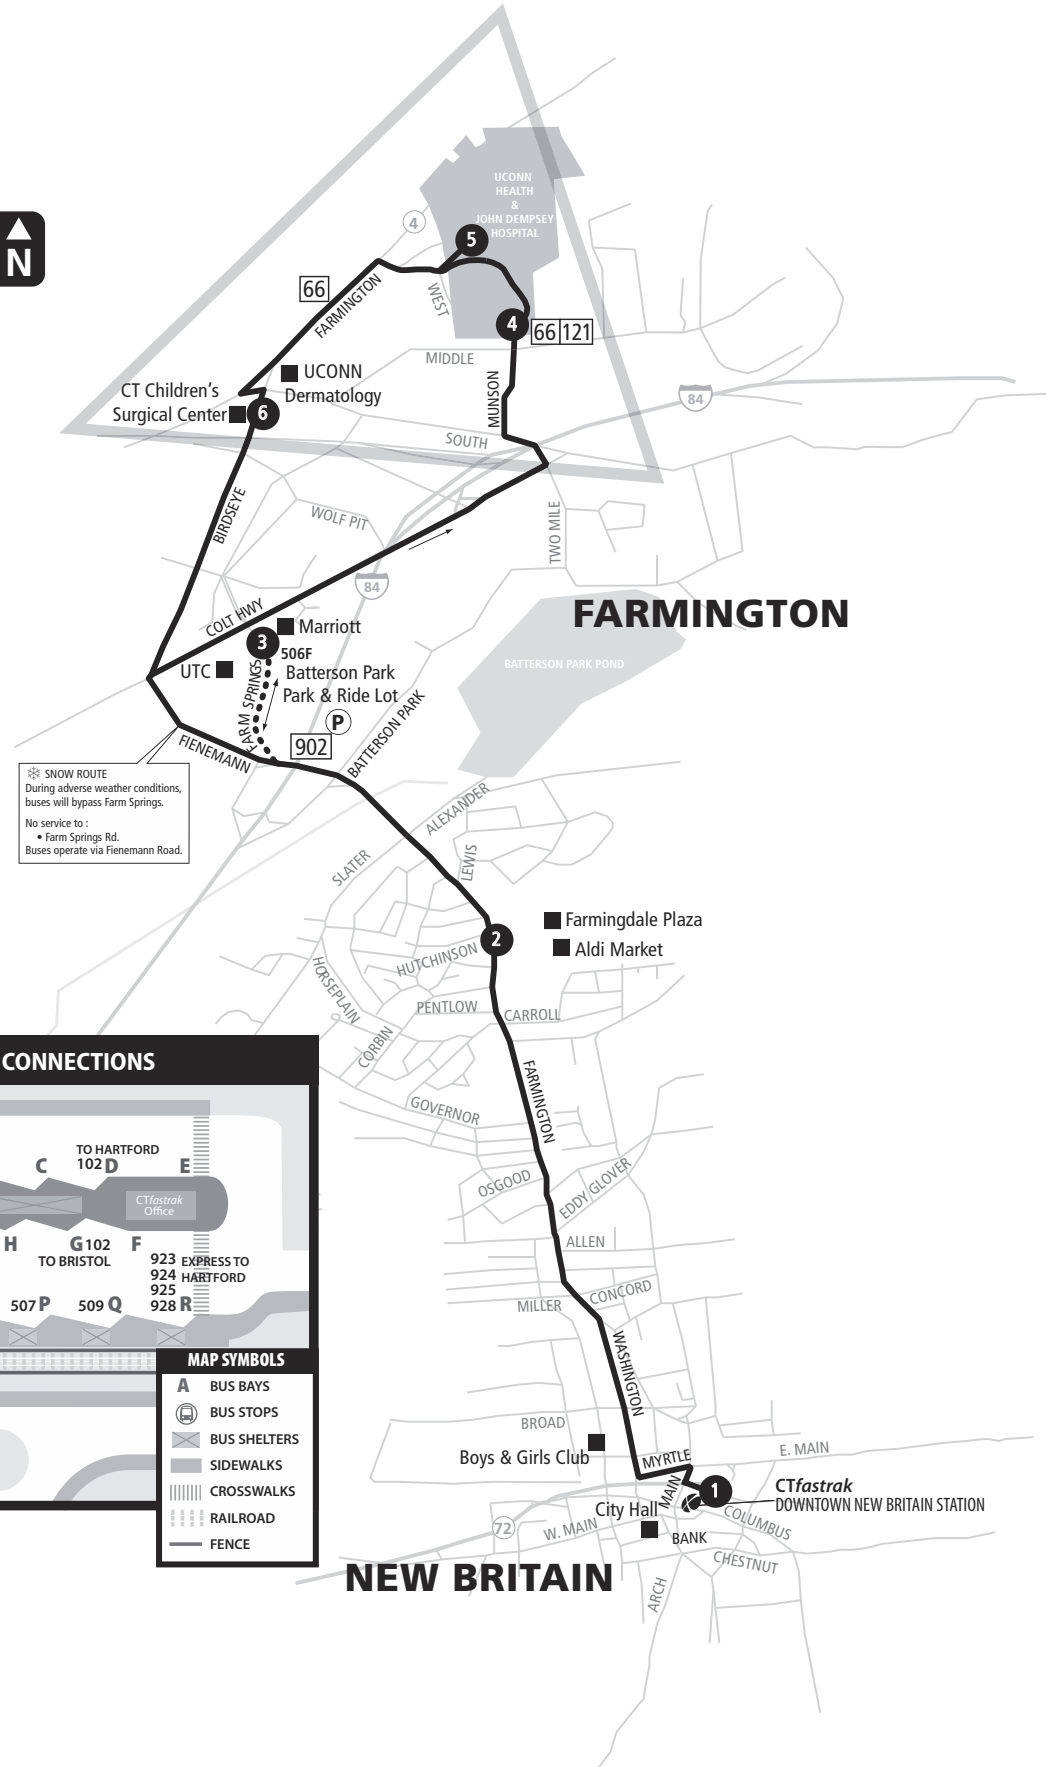 UCONN
HEALTH
&
JOHN DEMPSEY
HOSPITAL
4
5
N
66
FARMINGTON
WEST
4
66 121
MIDDLE
UCONN
Dermatology
CT Children's
Surgical Center
6
MUNSON
84
SOUTH
BIRDSEYE
WOLF PIT
TWO MILE
84
FARMINGTON
COLT HWY
Marriott
3
506F
UTC
Batterson Park
Park & Ride Lot
P
FARM SPRINGS
BATTERSON PARK POND
BATTERSON PARK
902
FIENEMANN
SNOW ROUTE
During adverse weather conditions,
buses will bypass Farm Springs.
No service to :
• Farm Springs Rd.
Buses operate via Fienemann Road.
ALEXANDER
SLATER
LEWIS
Farmingdale Plaza
2
Aldi Market
HUTCHINSON
HORSEPLAIN
PENTLOW
CARROLL
CORBIN
FARMINGTON
GOVERNOR
OSGOOD
EDDY GLOVER
ALLEN
CONCORD
MILLER
WASHINGTON
BROAD
Boys & Girls Club
MYRTLE
E. MAIN
MAIN
1
CTfastrak
DOWNTOWN NEW BRITAIN STATION
City Hall
COLUMBUS
72
W. MAIN
BANK
CHESTNUT
NEW BRITAIN
ARCH
CONNECTIONS
TO HARTFORD
C 102 D E
CTfastrak
Office
H G 102 F
TO BRISTOL
923 EXPRESS TO
924 HARTFORD
925
507 P 509 Q 928 R
MAP SYMBOLS
A BUS BAYS
BUS STOPS
BUS SHELTERS
SIDEWALKS
CROSSWALKS
RAILROAD
FENCE